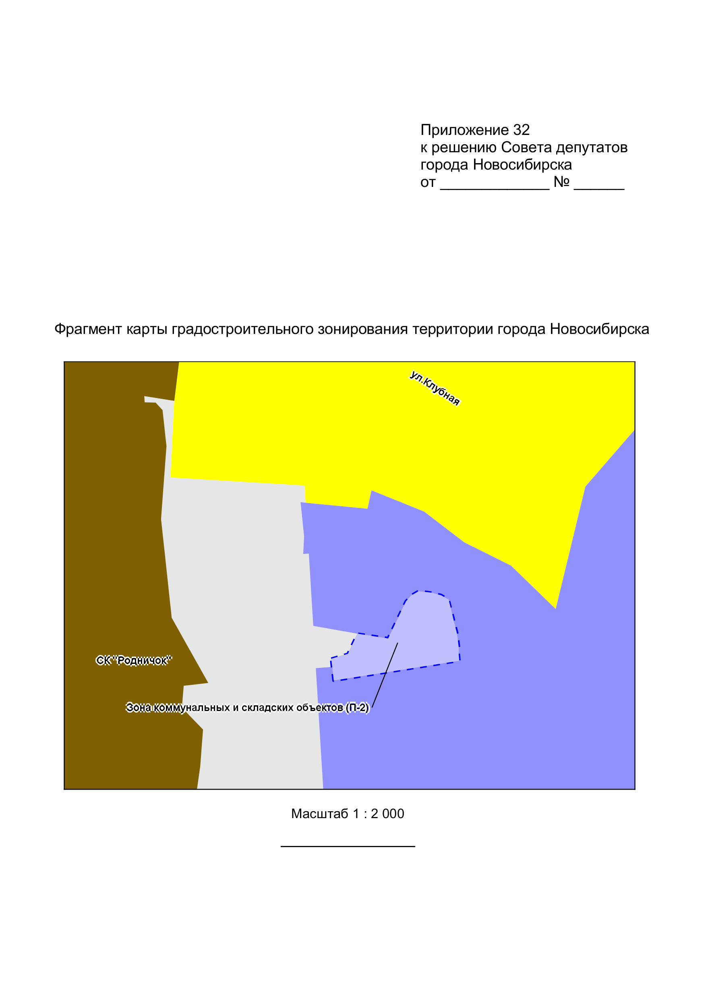 Приложение 32
к решению Совета депутатов
города Новосибирска
от _____________ № ______
Фрагмент карты градостроительного зонирования территории города Новосибирска
ул.Клубная
СК "Родничок"
Зона коммунальных и складских объектов (П-2)
Масштаб 1 : 2 000